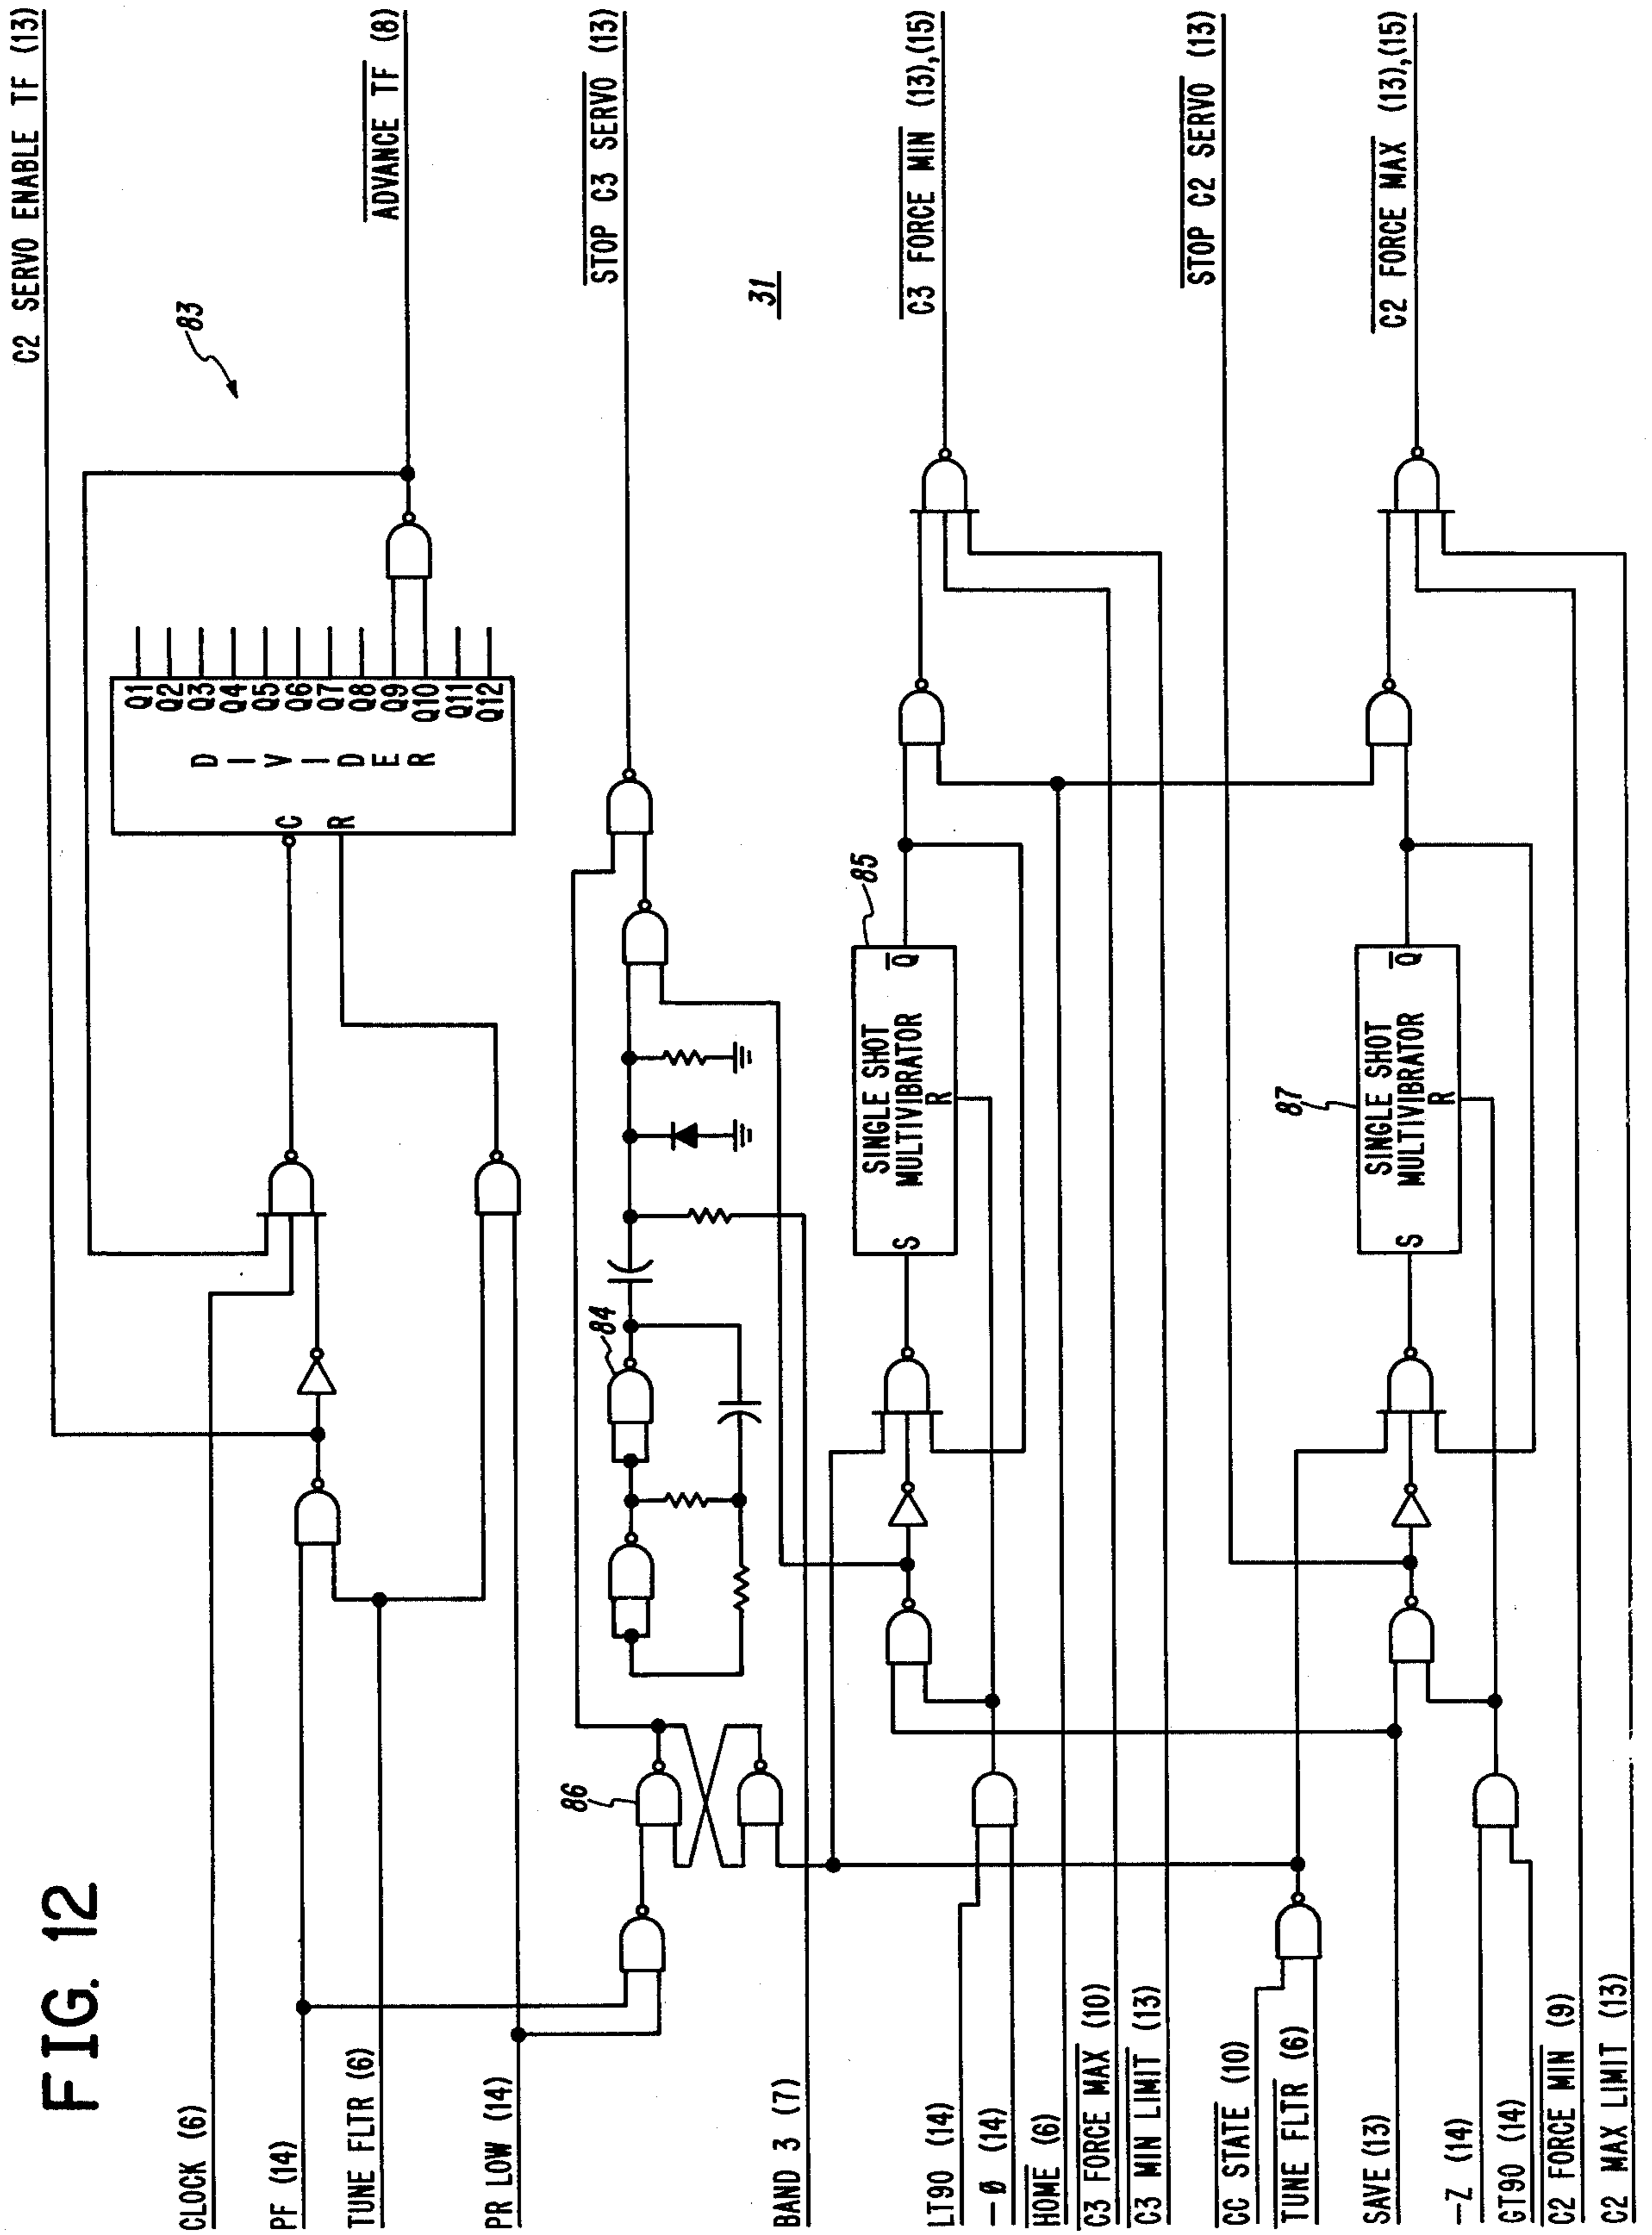 FIG. 12
CLOCK (6)
PF (14)
TUNE FLTR (6)
PR LOW (14)
BAND 3 (7)
LT90 (14)
–Ø (14)
HOME (6)
C3 FORCE MAX (10)
C3 MIN LIMIT (13)
CC STATE (10)
TUNE FLTR (6)
SAVE (13)
–Z (14)
GT90 (14)
C2 FORCE MIN (9)
C2 MAX LIMIT (13)
86
84
SINGLE SHOT
MULTIVIBRATOR
S
R
Q
85
SINGLE SHOT
MULTIVIBRATOR
S
R
Q
87
C
R
DIVIDER
Q1
Q2
Q3
Q4
Q5
Q6
Q7
Q8
Q9
Q10
Q11
Q12
83
31
C2 SERVO ENABLE TF (13)
ADVANCE TF (8)
STOP C3 SERVO (13)
C3 FORCE MIN (13),(15)
STOP C2 SERVO (13)
C2 FORCE MAX (13),(15)